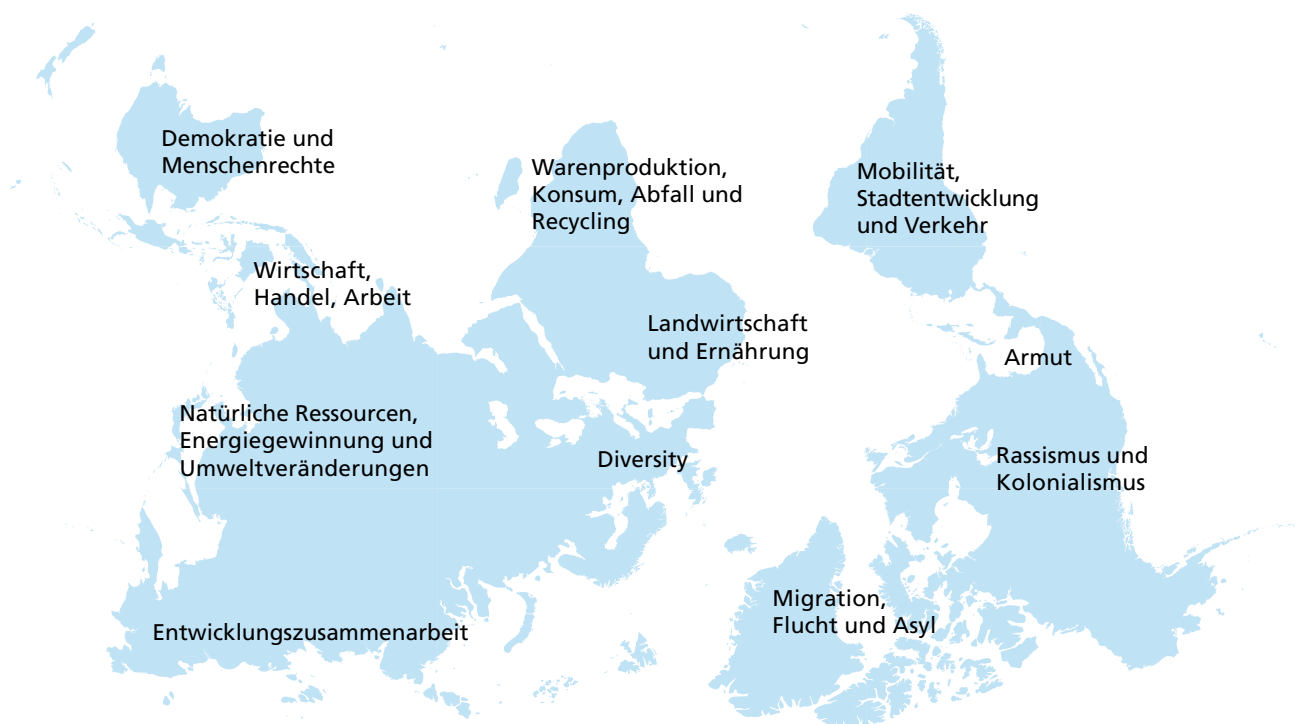 Demokratie und
Menschenrechte
Warenproduktion,
Konsum, Abfall und
Recycling
Mobilität,
Stadtentwicklung
und Verkehr
Wirtschaft,
Handel, Arbeit
Landwirtschaft
und Ernährung
Armut
Natürliche Ressourcen,
Energiegewinnung und
Umweltveränderungen
Diversity
Rassismus und
Kolonialismus
Migration,
Flucht und Asyl
Entwicklungszusammenarbeit